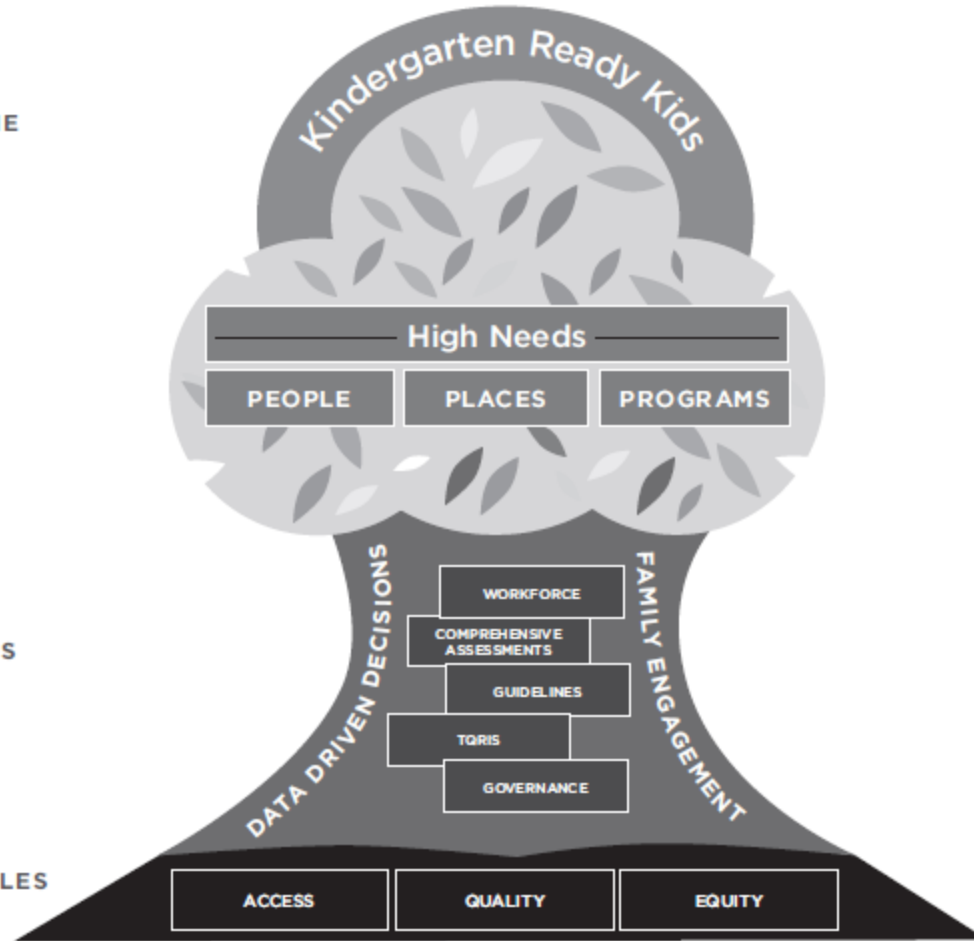 Kindergarten Ready Kids
High Needs
PEOPLE
PLACES
PROGRAMS
DATA DRIVEN DECISIONS
WORKFORCE
COMPREHENSIVE
ASSESSMENTS
GUIDELINES
TQRIS
GOVERNANCE
FAMILY ENGAGEMENT
ACCESS
QUALITY
EQUITY